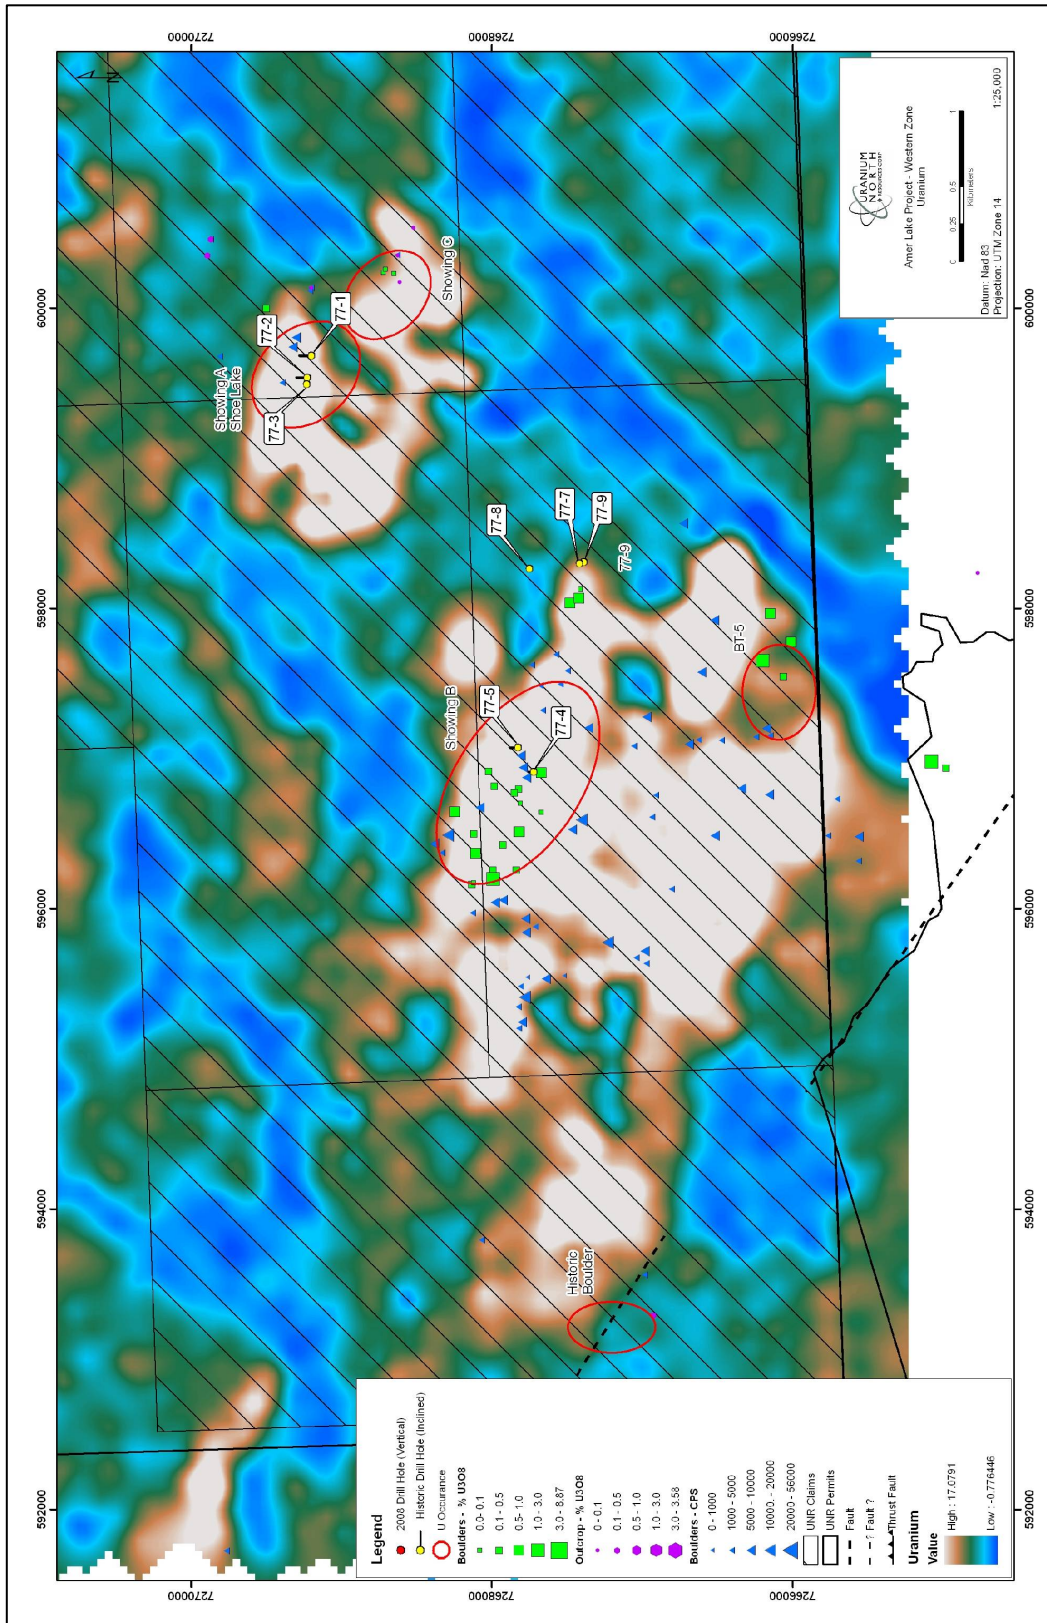 592000
594000
596000
598000
600000
7270000
7268000
7266000
N
Showing A
Shoe Lake
77-3
77-2
77-1
Showing C
77-8
77-7
77-9
77-9
Showing B
77-5
77-4
BT-5
Historic
Boulder
Legend
2008 Drill Hole (Vertical)
Historic Drill Hole (Inclined)
U Occurance
Boulders - % U3O8
0.0- 0.1
0.1 - 0.5
0.5- 1.0
1.0 - 3.0
3.0 - 8.87
Outcrop - % U3O8
0 - 0.1
0.1 - 0.5
0.5 - 1.0
1.0 - 3.0
3.0 - 3.58
Boulders - CPS
0 - 1000
1000 - 5000
5000 - 10000
10000. - 20000
20000 - 56000
UNR Claims
UNR Permits
Fault
Fault ?
Thrust Fault
Uranium
Value
High : 17.0791
Low : -0.776446
URANIUM
NORTH
RESOURCES CORP
Amer Lake Project - Western Zone
Uranium
0 0.25 0.5 1
Kilometers
Datum: Nad 83
Projection: UTM Zone 14
1:25,000
592000
594000
596000
598000
600000
7270000
7268000
7266000